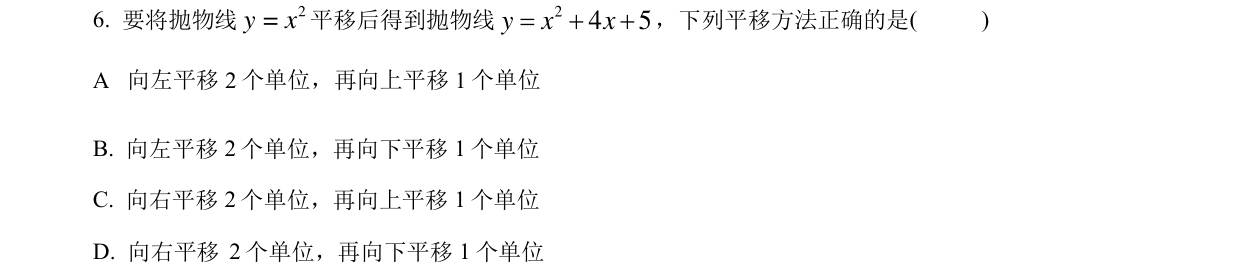 6. 要将抛物线 y = x² 平移后得到抛物线 y = x² + 4x + 5，下列平移方法正确的是(　　)
A 向左平移 2 个单位，再向上平移 1 个单位
B. 向左平移 2 个单位，再向下平移 1 个单位
C. 向右平移 2 个单位，再向上平移 1 个单位
D. 向右平移 2 个单位，再向下平移 1 个单位